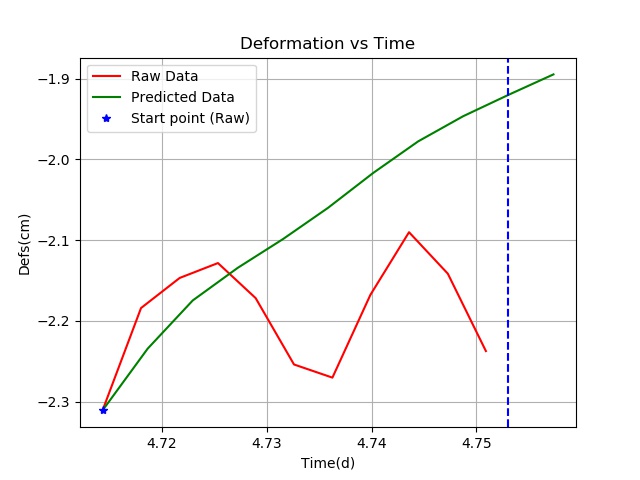 Deformation vs Time
Raw Data
Predicted Data
Start point (Raw)
−1.9
−2.0
−2.1
−2.2
−2.3
Defs(cm)
4.72 4.73 4.74 4.75
Time(d)